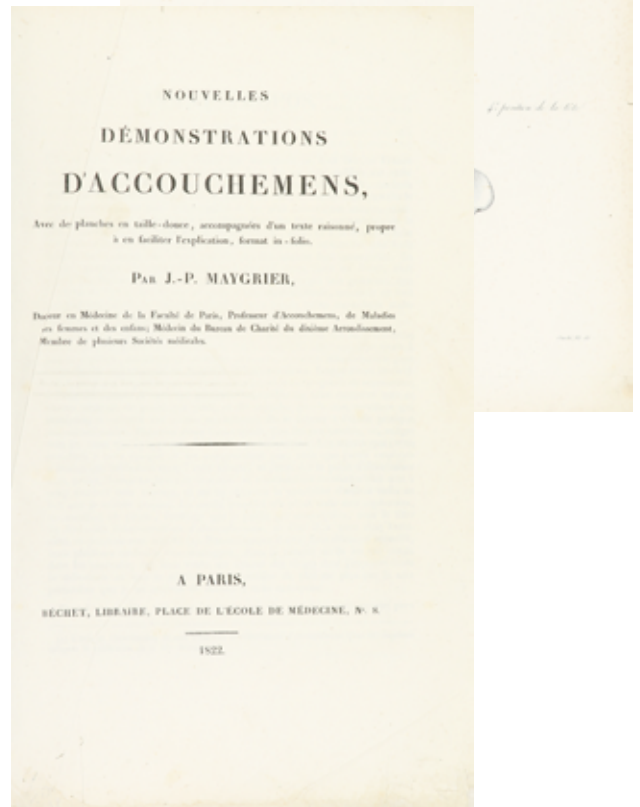 NOUVELLES
DÉMONSTRATIONS
D'ACCOUCHEMENS,
Avec de planches en taille-douce, accompagnées d'un texte raisonné, propre
à en faciliter l'explication, format in-folio.
PAR J.-P. MAYGRIER,
Docteur en Médecine de la Faculté de Paris, Professeur d'Accouchemens, de Maladies
des femmes et des enfans; Médecin du Bureau de Charité du dixième Arrondissement,
Membre de plusieurs Sociétés médicales.
A PARIS,
BÉCHET, LIBRAIRE, PLACE DE L'ÉCOLE DE MÉDECINE, N° 8.
1822.